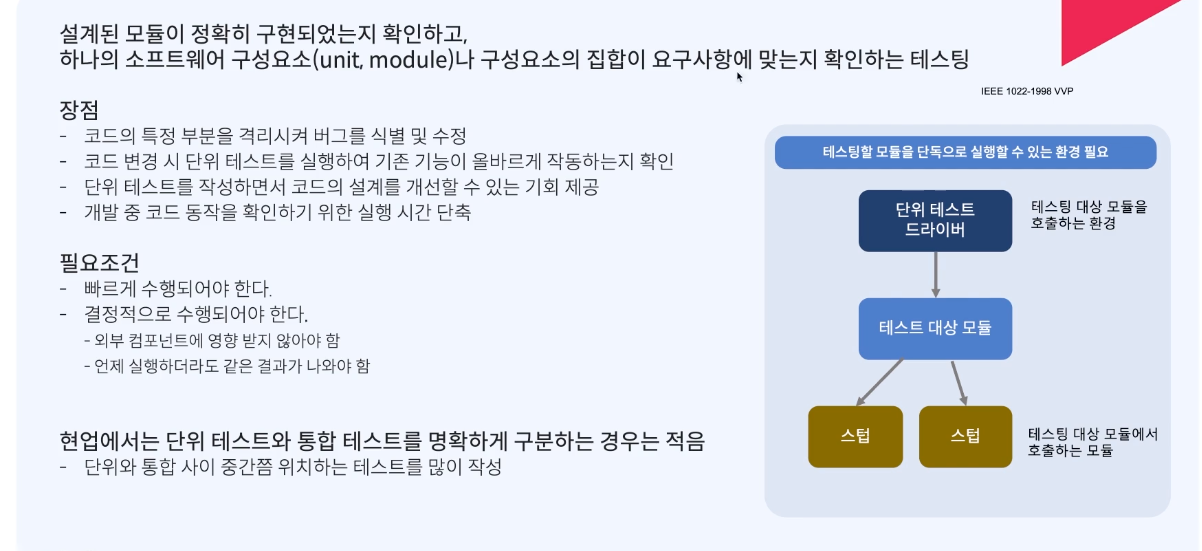 설계된 모듈이 정확히 구현되었는지 확인하고,
하나의 소프트웨어 구성요소(unit, module)나 구성요소의 집합이 요구사항에 맞는지 확인하는 테스팅
IEEE 1022-1998 VVP
장점
- 코드의 특정 부분을 격리시켜 버그를 식별 및 수정
- 코드 변경 시 단위 테스트를 실행하여 기존 기능이 올바르게 작동하는지 확인
- 단위 테스트를 작성하면서 코드의 설계를 개선할 수 있는 기회 제공
- 개발 중 코드 동작을 확인하기 위한 실행 시간 단축
필요조건
- 빠르게 수행되어야 한다.
- 결정적으로 수행되어야 한다.
- 외부 컴포넌트에 영향 받지 않아야 함
- 언제 실행하더라도 같은 결과가 나와야 함
현업에서는 단위 테스트와 통합 테스트를 명확하게 구분하는 경우는 적음
- 단위와 통합 사이 중간쯤 위치하는 테스트를 많이 작성
테스팅할 모듈을 단독으로 실행할 수 있는 환경 필요
단위 테스트
드라이버
테스팅 대상 모듈을
호출하는 환경
테스트 대상 모듈
스텁
스텁
테스팅 대상 모듈에서
호출하는 모듈